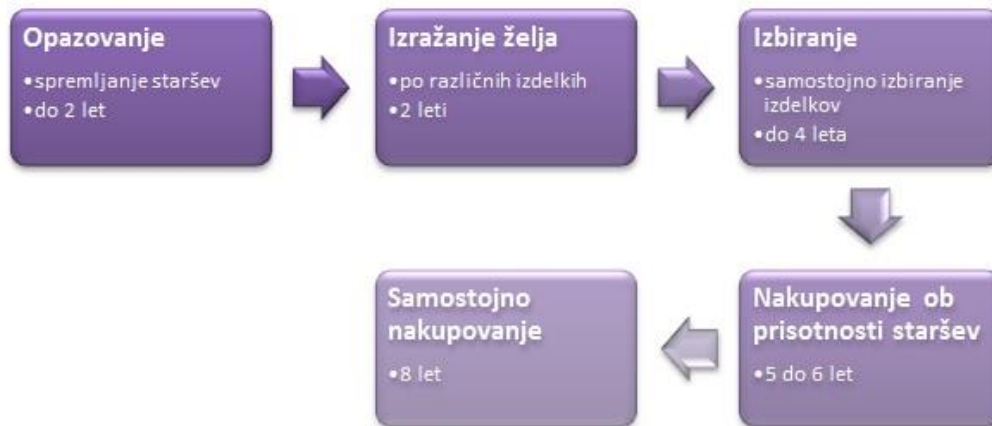 Opazovanje
•spremljanje staršev
•do 2 let
Izražanje želja
•po različnih izdelkih
•2 leti
Izbiranje
•samostojno izbiranje
izdelkov
•do 4 leta
Nakupovanje ob
prisotnosti staršev
•5 do 6 let
Samostojno
nakupovanje
•8 let